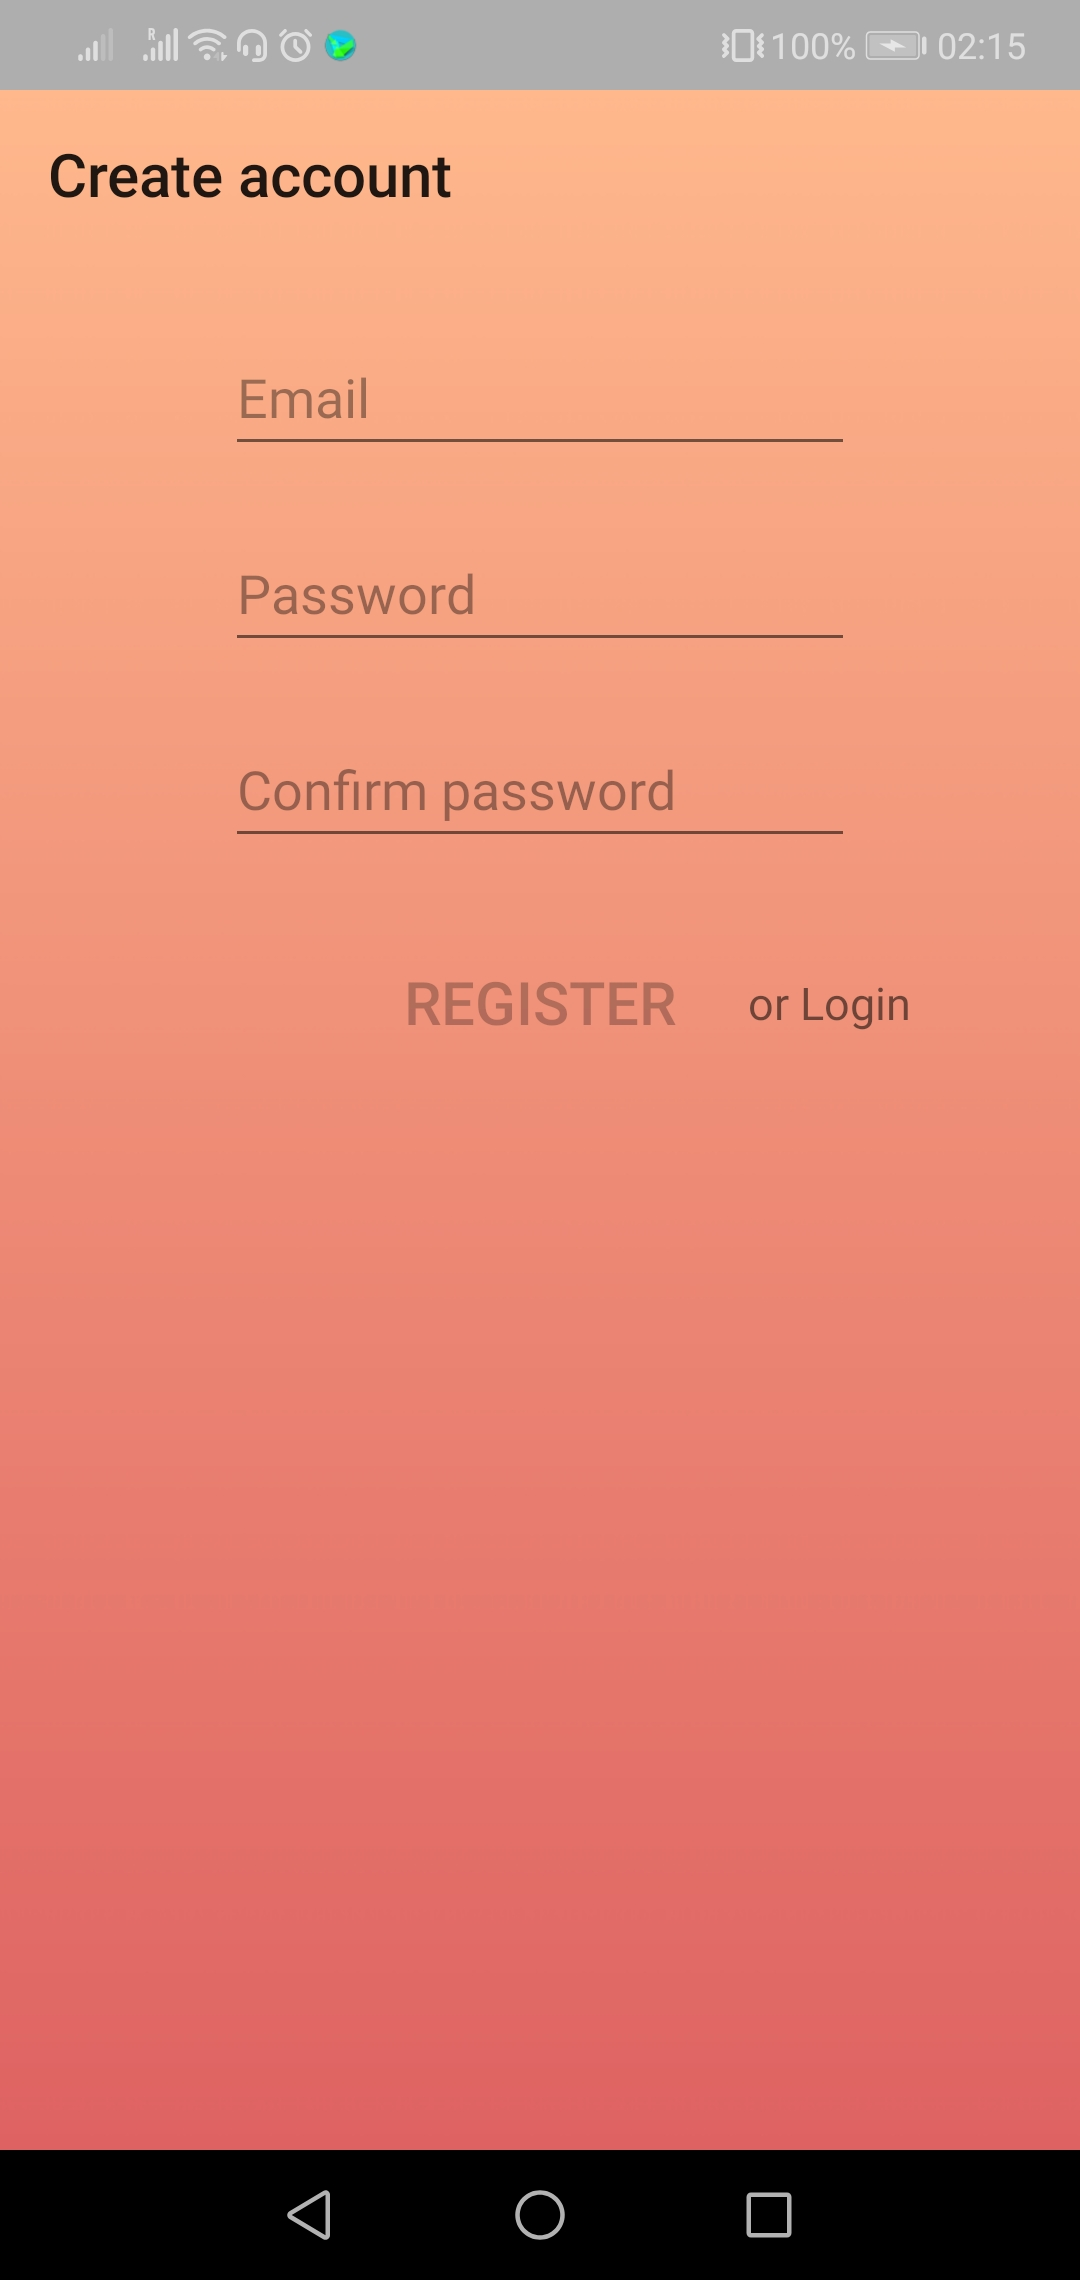 R 100% 02:15
Create account
Email
Password
Confirm password
REGISTER or Login